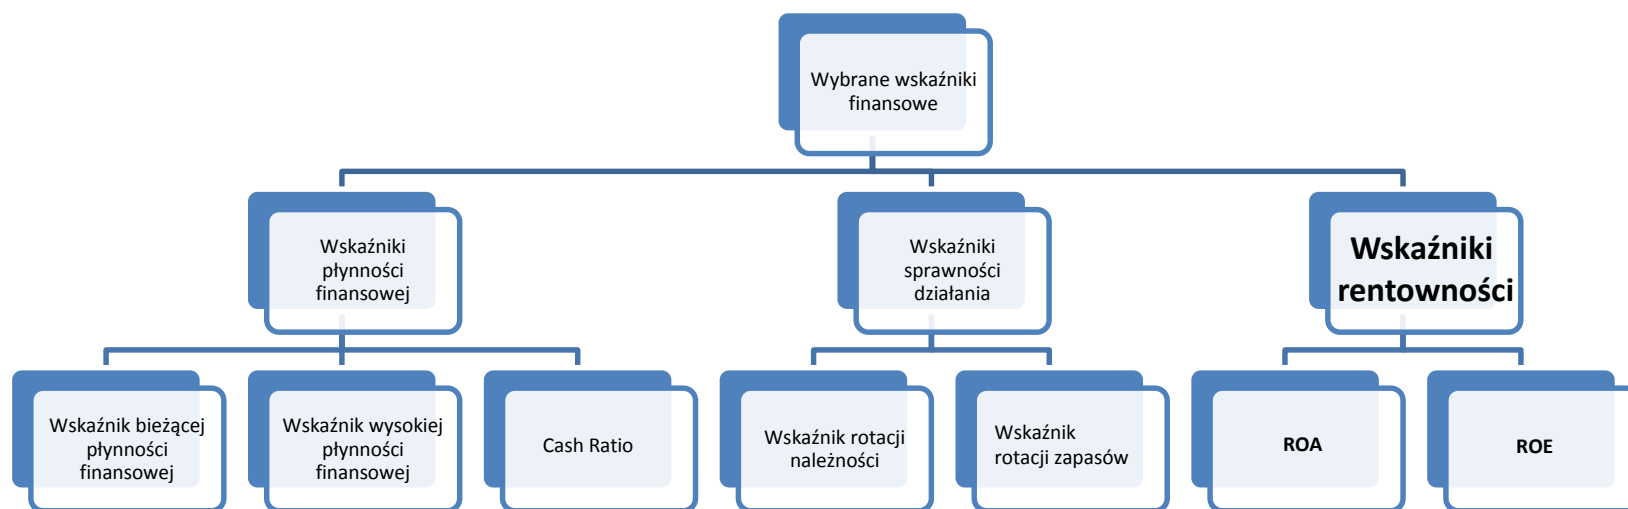 Wybrane wskaźniki
finansowe
Wskaźniki
płynności
finansowej
Wskaźniki
sprawności
działania
Wskaźniki
rentowności
Wskaźnik bieżącej
płynności
finansowej
Wskaźnik wysokiej
płynności
finansowej
Cash Ratio
Wskaźnik rotacji
należności
Wskaźnik
rotacji zapasów
ROA
ROE